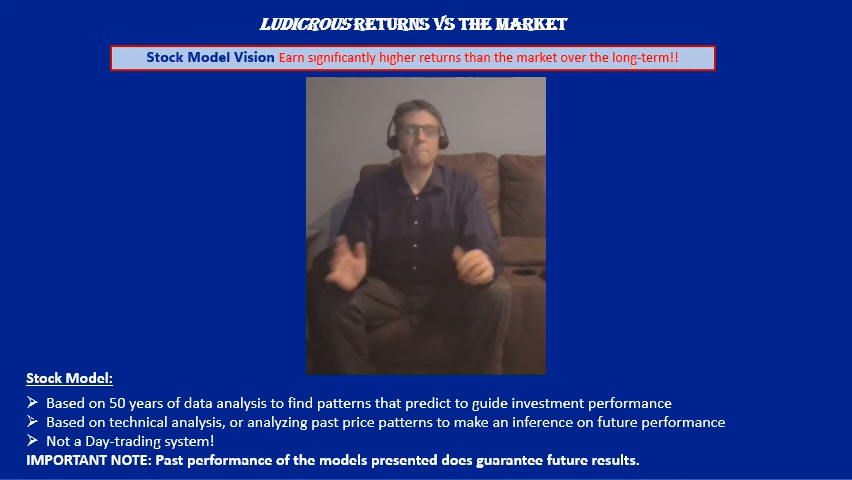 LUDICROUS RETURNS VS THE MARKET
Stock Model Vision Earn significantly higher returns than the market over the long-term!!
Stock Model:
➢ Based on 50 years of data analysis to find patterns that predict to guide investment performance
➢ Based on technical analysis, or analyzing past price patterns to make an inference on future performance
➢ Not a Day-trading system!
IMPORTANT NOTE: Past performance of the models presented does guarantee future results.